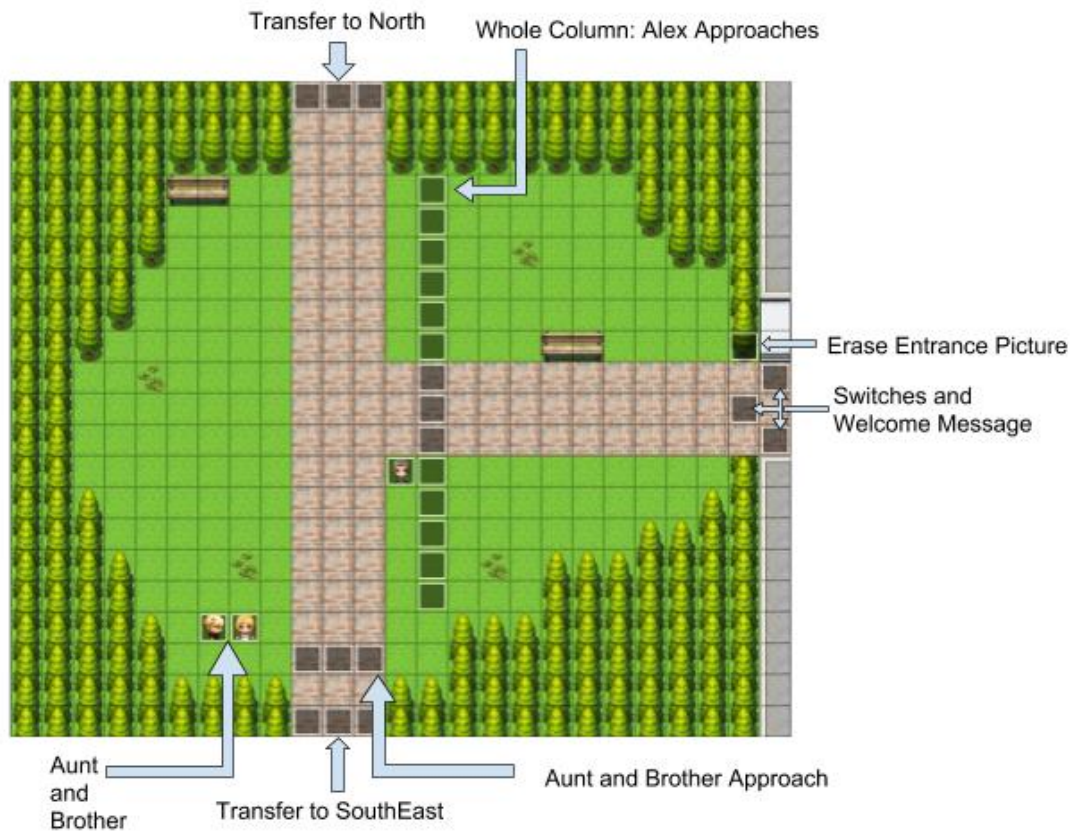 Transfer to North
Whole Column: Alex Approaches
Erase Entrance Picture
Switches and
Welcome Message
Aunt
and
Brother
Transfer to SouthEast
Aunt and Brother Approach